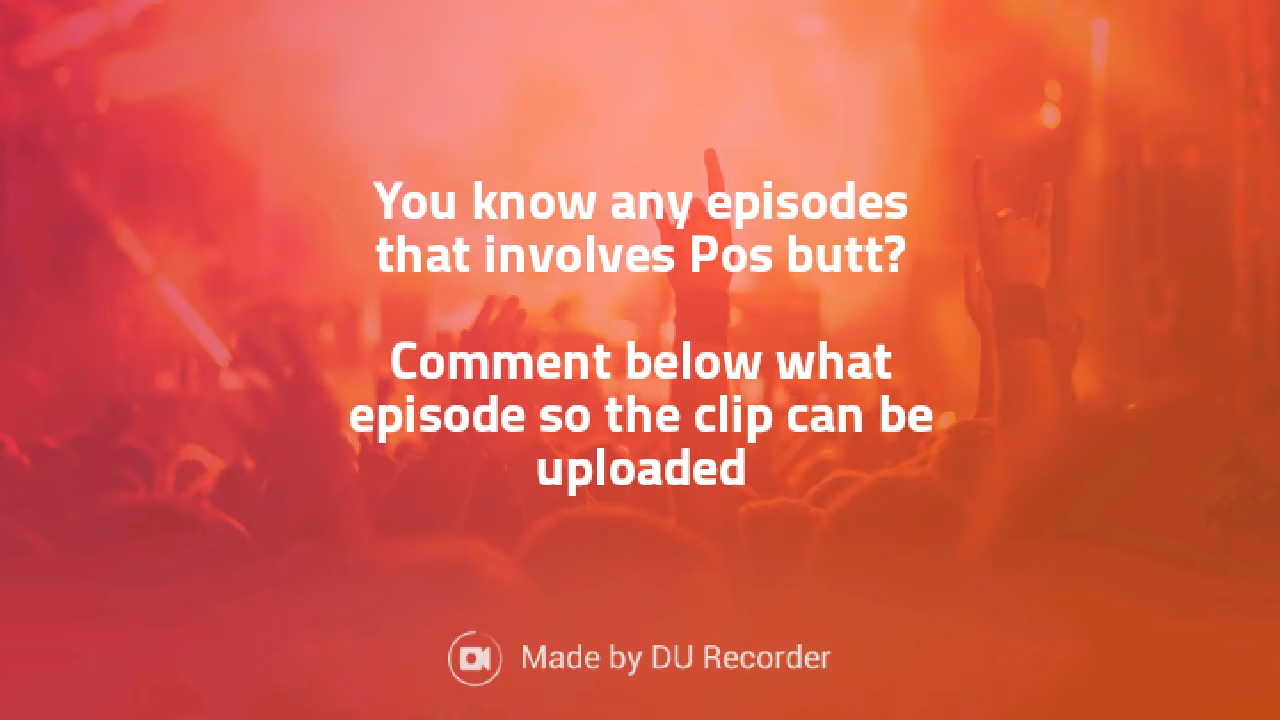 You know any episodes
that involves Pos butt?
Comment below what
episode so the clip can be
uploaded
Made by DU Recorder